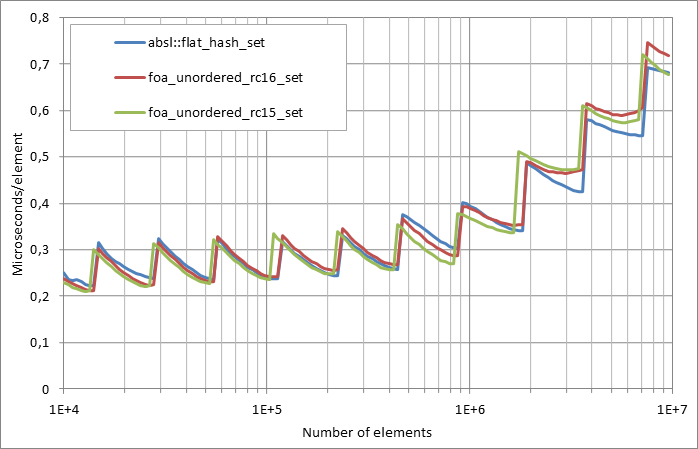 0,8
absl::flat_hash_set
0,7
foa_unordered_rc16_set
0,6
foa_unordered_rc15_set
0,5
0,4
0,3
0,2
0,1
0
Microseconds/element
1E+4 1E+5 1E+6 1E+7
Number of elements